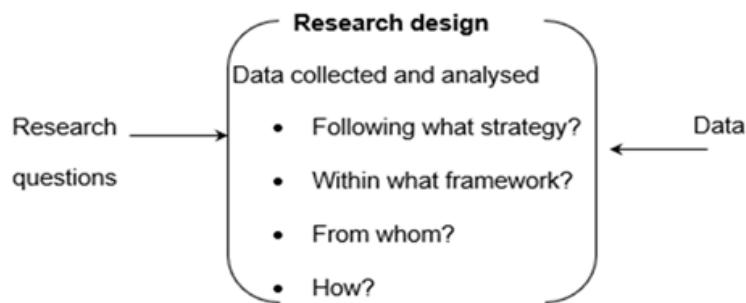 Research design
Data collected and analysed
Research
questions
• Following what strategy?
• Within what framework?
• From whom?
• How?
Data